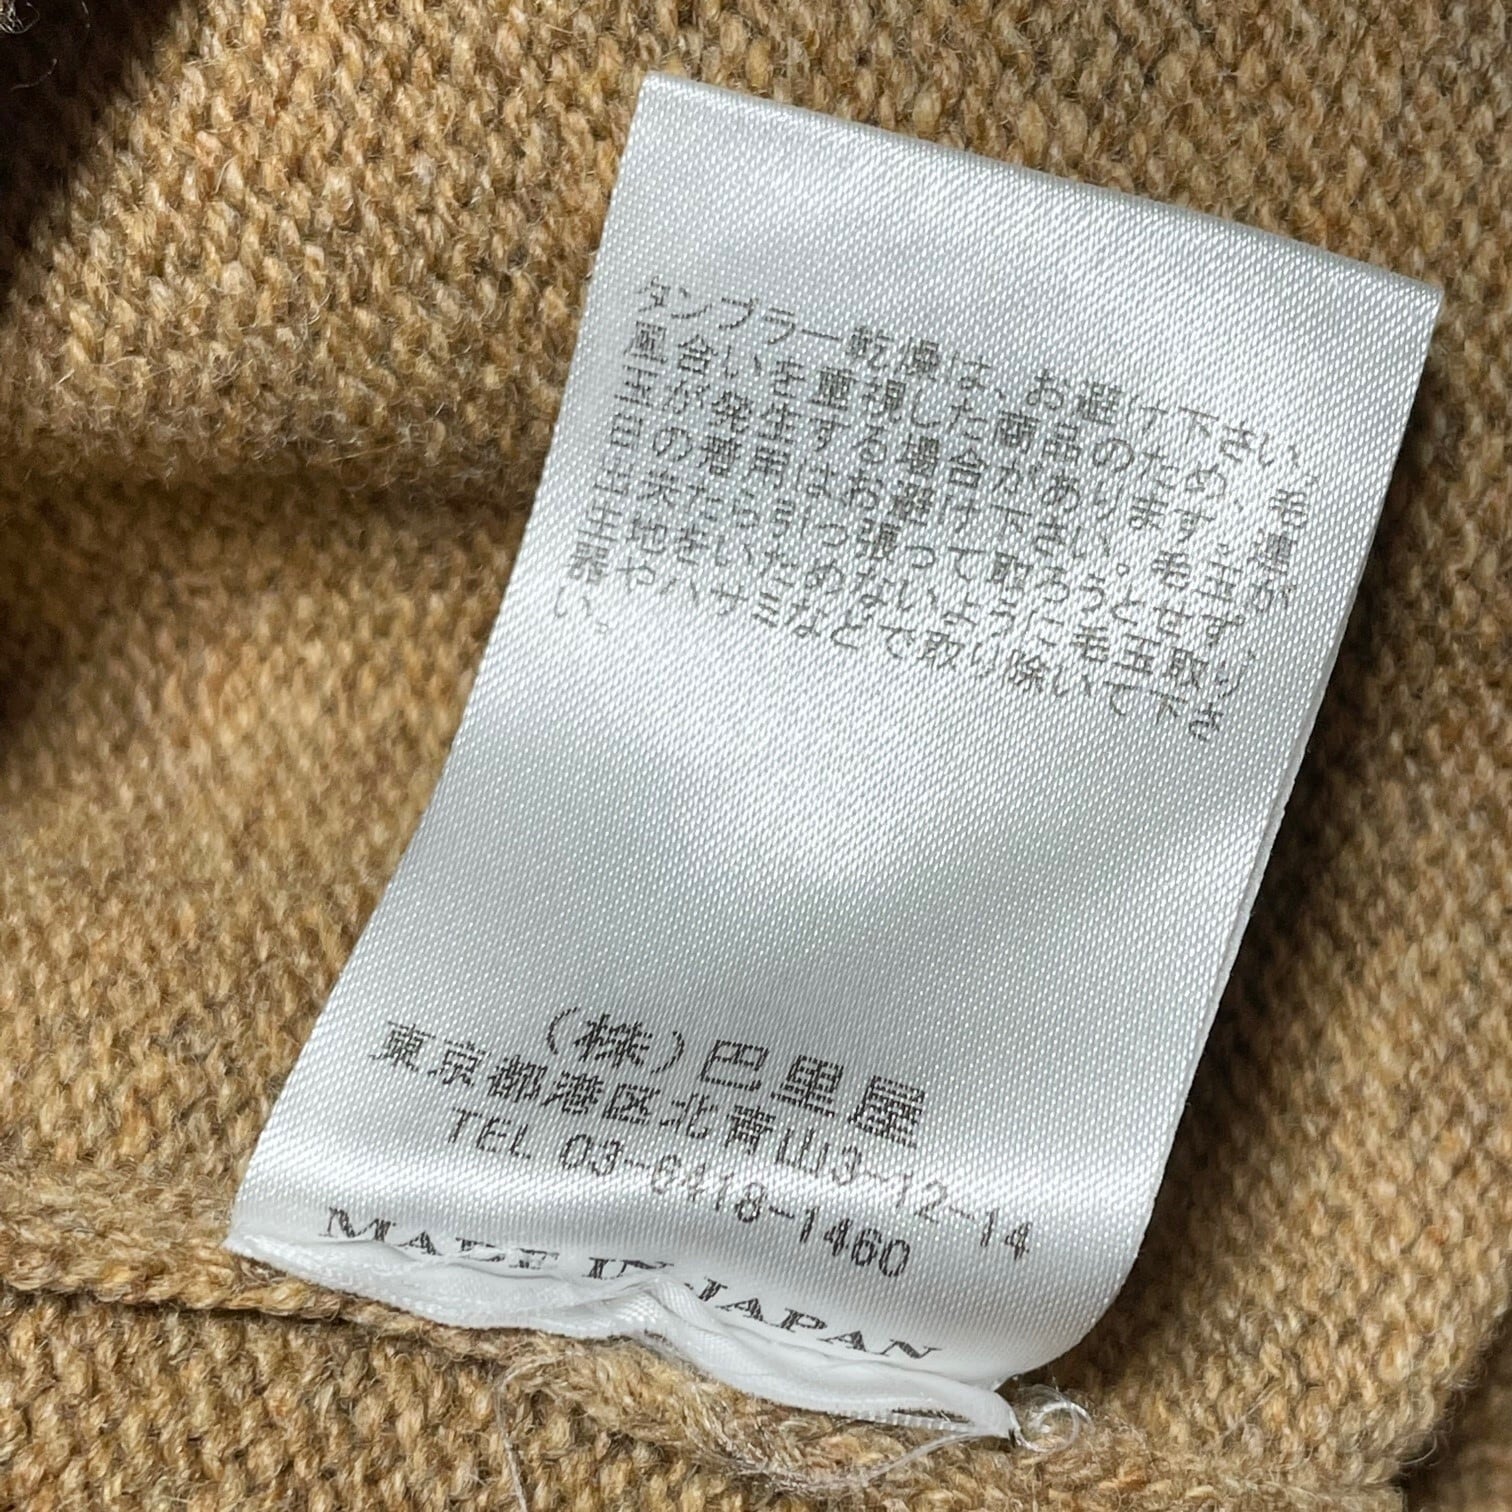 タンブラー乾燥は、お避け下さい。
風合いを重視した商品のため、毛
玉が発生する場合があります。連
日の着用はお避け下さい。毛玉が
出来たら引っ張って取ろうとせず、
生地をいためないように毛玉取り
器やハサミなどで取り除いて下さ
い。
(株)巴里屋
東京都港区北青山3-12-14
TEL 03-6418-1460
MADE IN JAPAN